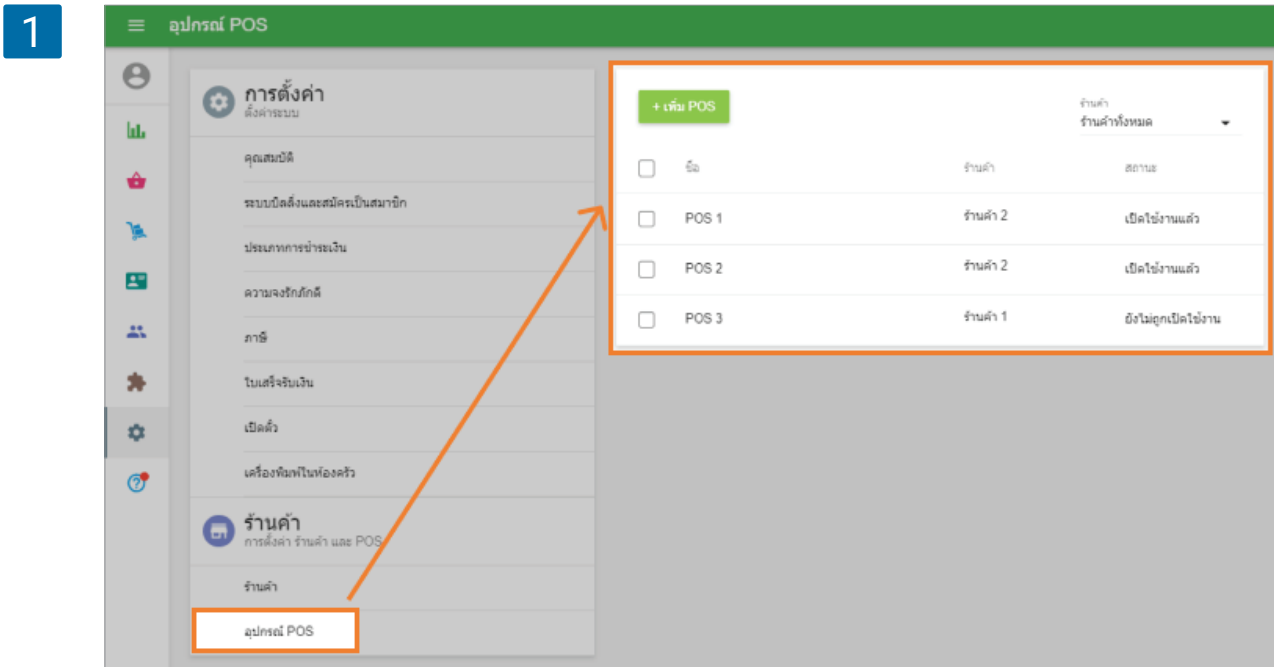 1
อุปกรณ์ POS
การตั้งค่า
ตั้งค่าระบบ
คุณสมบัติ
ระบบบิลลิ่งและสมัครเป็นสมาชิก
ประเภทการชำระเงิน
ความจงรักภักดี
ภาษี
ใบเสร็จรับเงิน
เปิดตั๋ว
เครื่องพิมพ์ในห้องครัว
ร้านค้า
การตั้งค่า ร้านค้า และ POS
ร้านค้า
อุปกรณ์ POS
+ เพิ่ม POS
ร้านค้า
ร้านค้าทั้งหมด
ชื่อ ร้านค้า สถานะ
POS 1 ร้านค้า 2 เปิดใช้งานแล้ว
POS 2 ร้านค้า 2 เปิดใช้งานแล้ว
POS 3 ร้านค้า 1 ยังไม่ถูกเปิดใช้งาน